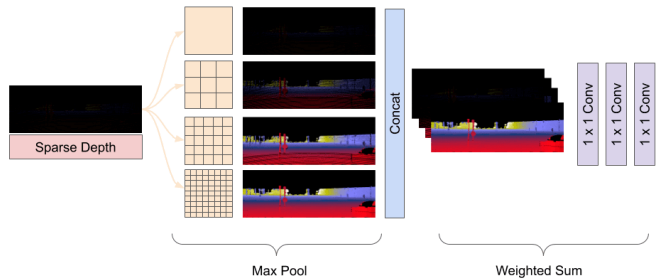 Sparse Depth
Concat
1 x 1 Conv
1 x 1 Conv
1 x 1 Conv
Max Pool
Weighted Sum